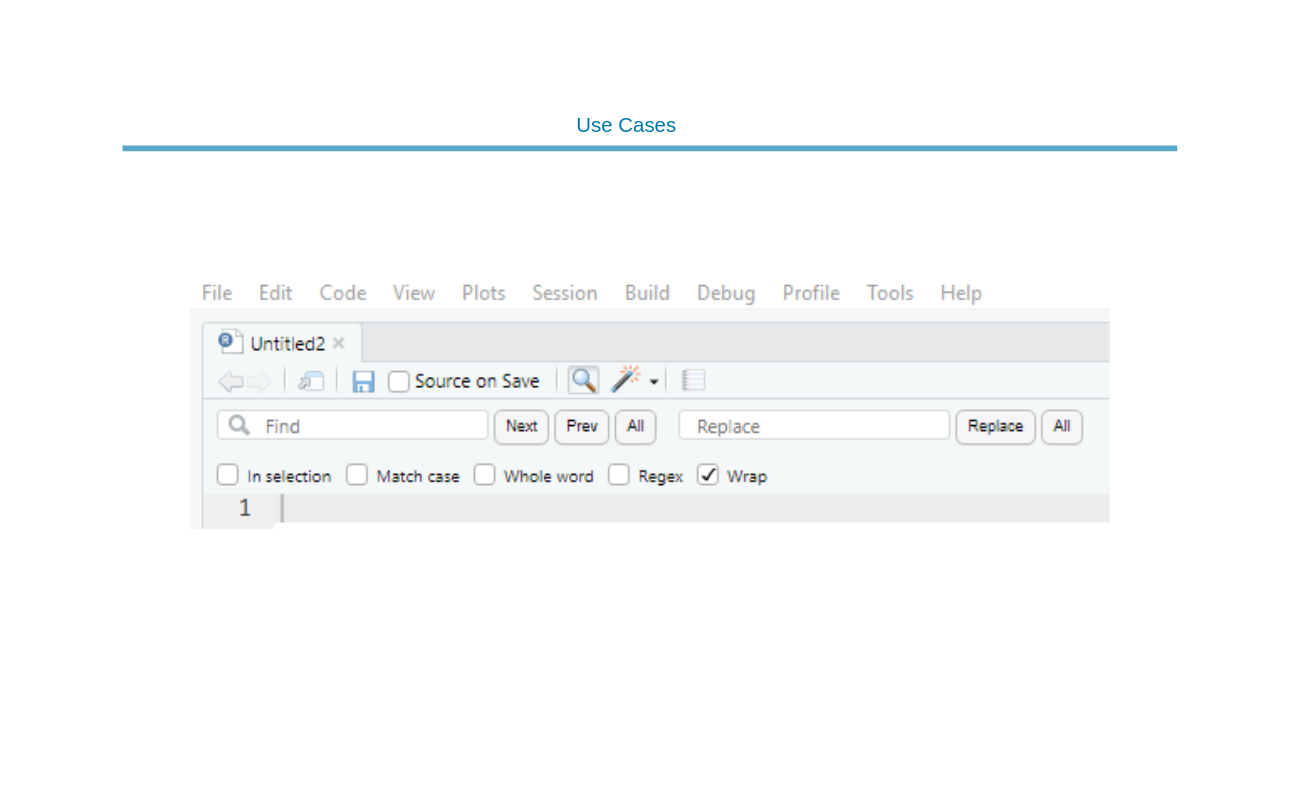 Use Cases
File Edit Code View Plots Session Build Debug Profile Tools Help
R Untitled2
Source on Save
Find Next Prev All Replace Replace All
In selection Match case Whole word Regex Wrap
1